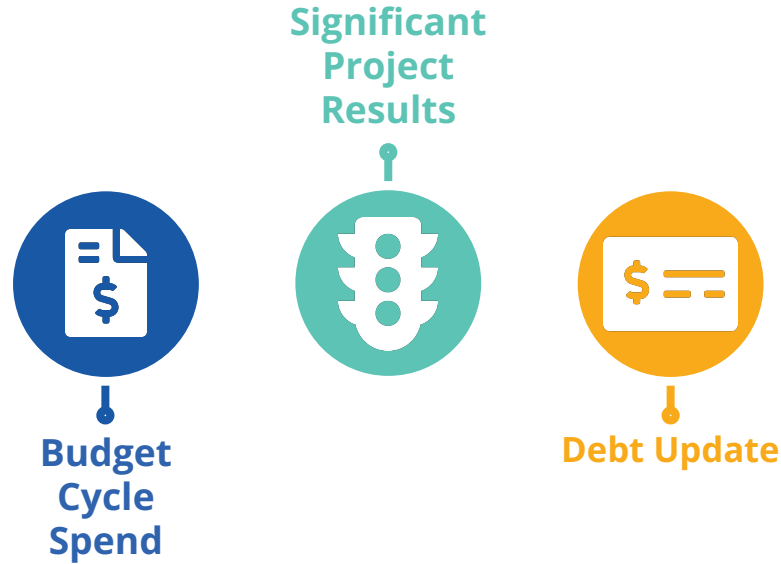 Significant
Project
Results
Budget
Cycle
Spend
Debt Update